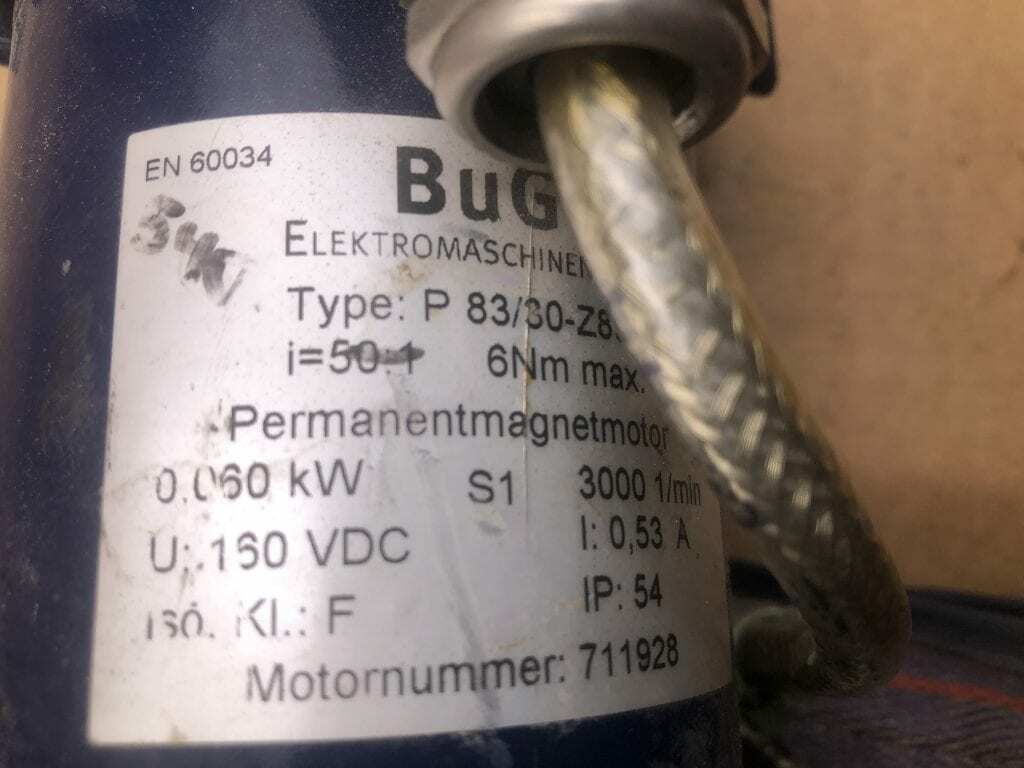 EN 60034
BuG
ELEKTROMASCHINEN
Type: P 83/30-Z8
i=50:1 6Nm max.
Permanentmagnetmotor
0,060 kW S1 3000 1/min
U: 160 VDC I: 0,53 A
Iso. Kl.: F IP: 54
Motornummer: 711928